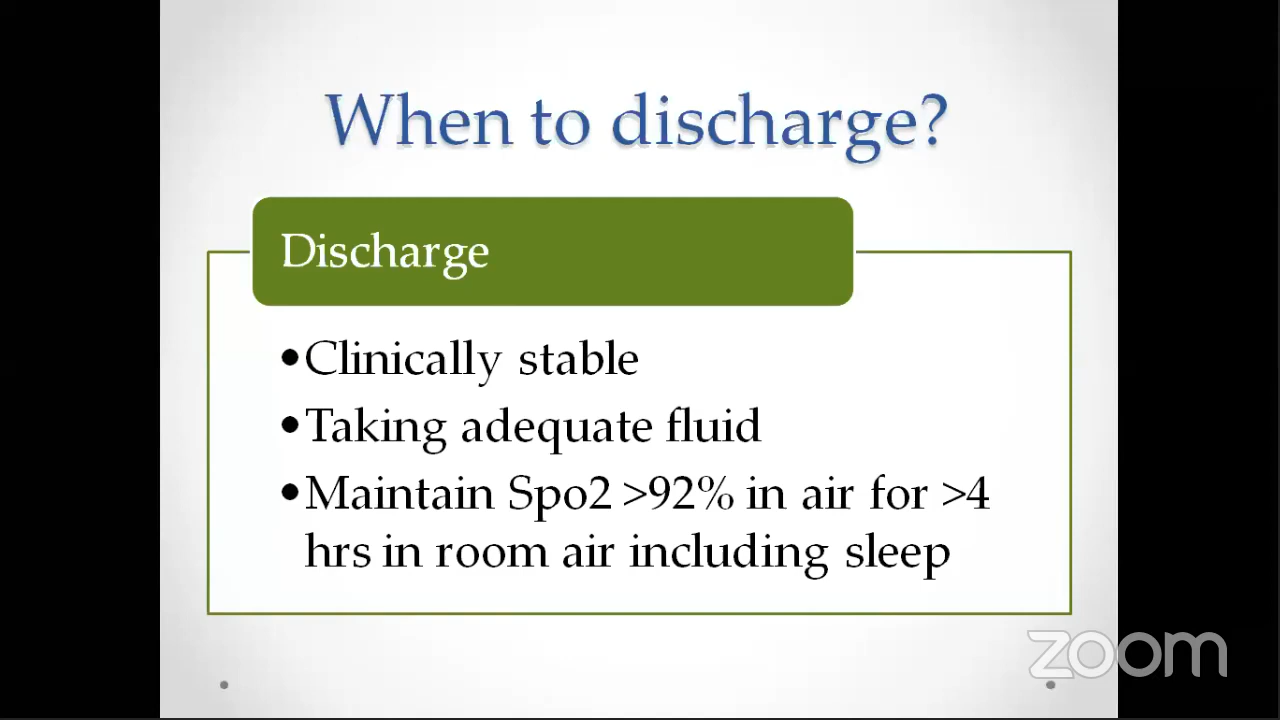 When to discharge?
Discharge
•Clinically stable
•Taking adequate fluid
•Maintain Spo2 >92% in air for >4
hrs in room air including sleep
zoom